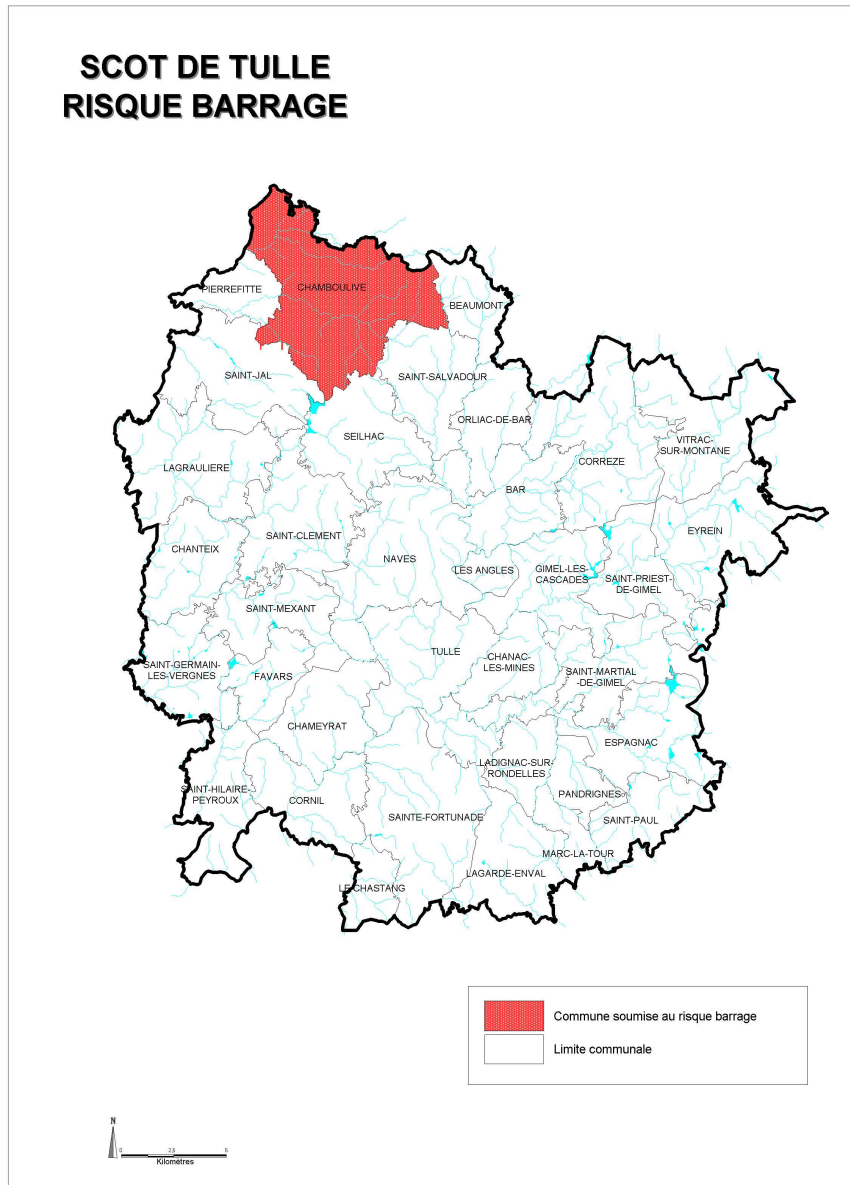 SCOT DE TULLE
RISQUE BARRAGE
PIERREFITTE
CHAMBOULIVE
BEAUMONT
SAINT-JAL
SAINT-SALVADOUR
ORLIAC-DE-BAR
SEILHAC
VITRAC-
SUR-MONTANE
LAGRAULIERE
CORREZE
BAR
EYREIN
SAINT-CLEMENT
CHANTEIX
NAVES
LES ANGLES
GIMEL-LES-
CASCADES
SAINT-PRIEST-
DE-GIMEL
SAINT-MEXANT
TULLE
CHANAC-
LES-MINES
SAINT-GERMAIN-
LES-VERGNES
FAVARS
SAINT-MARTIAL
-DE-GIMEL
CHAMEYRAT
ESPAGNAC
LADIGNAC-SUR-
RONDELLES
SAINT-HILAIRE-
PEYROUX
CORNIL
PANDRIGNES
SAINTE-FORTUNADE
SAINT-PAUL
MARC-LA-TOUR
LAGARDE-ENVAL
LE CHASTANG
Commune soumise au risque barrage
Limite communale
N
0 2,5 5
Kilomètres